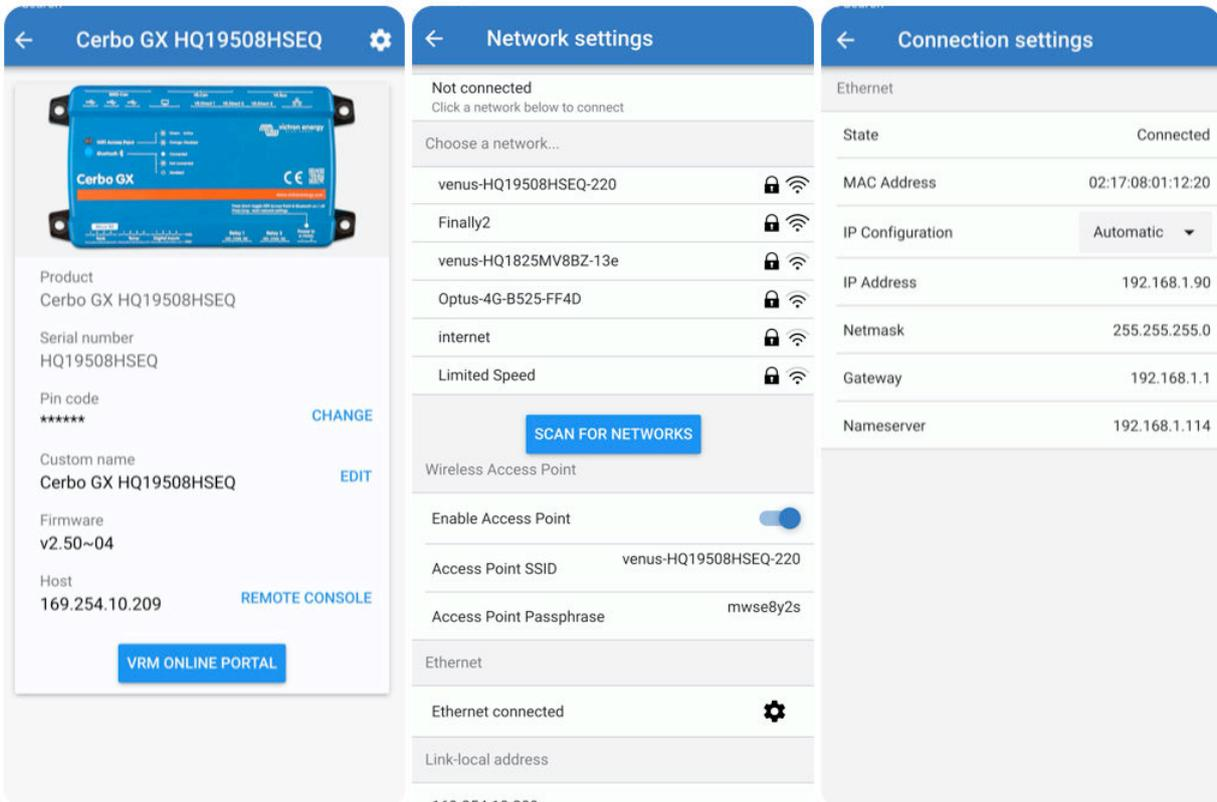 Cerbo GX HQ19508HSEQ
victron energy
Cerbo GX
CE
Product
Cerbo GX HQ19508HSEQ
Serial number
HQ19508HSEQ
Pin code
******
CHANGE
Custom name
Cerbo GX HQ19508HSEQ
EDIT
Firmware
v2.50~04
Host
169.254.10.209
REMOTE CONSOLE
VRM ONLINE PORTAL
Network settings
Not connected
Click a network below to connect
Choose a network...
venus-HQ19508HSEQ-220
Finally2
venus-HQ1825MV8BZ-13e
Optus-4G-B525-FF4D
internet
Limited Speed
SCAN FOR NETWORKS
Wireless Access Point
Enable Access Point
Access Point SSID venus-HQ19508HSEQ-220
Access Point Passphrase mwse8y2s
Ethernet
Ethernet connected
Link-local address
Connection settings
Ethernet
State Connected
MAC Address 02:17:08:01:12:20
IP Configuration Automatic
IP Address 192.168.1.90
Netmask 255.255.255.0
Gateway 192.168.1.1
Nameserver 192.168.1.114